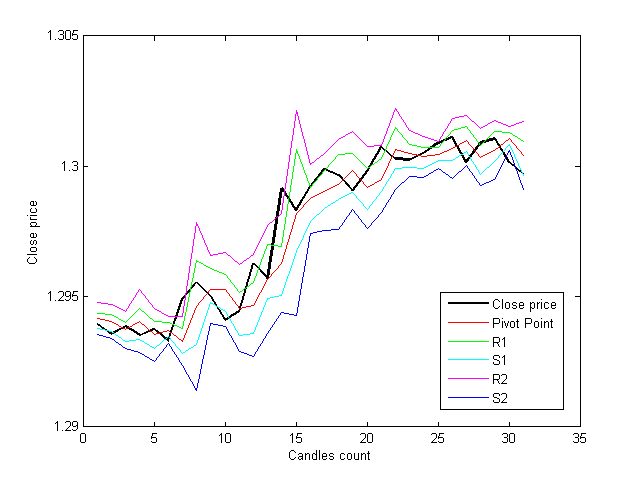 1.305
1.3
1.295
1.29
Close price
0 5 10 15 20 25 30 35
Candles count
Close price
Pivot Point
R1
S1
R2
S2